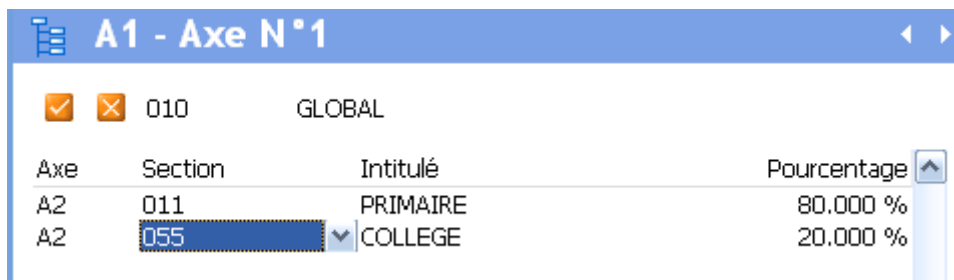 A1 - Axe N°1
010 GLOBAL
Axe Section Intitulé Pourcentage
A2 011 PRIMAIRE 80.000 %
A2 055 COLLEGE 20.000 %